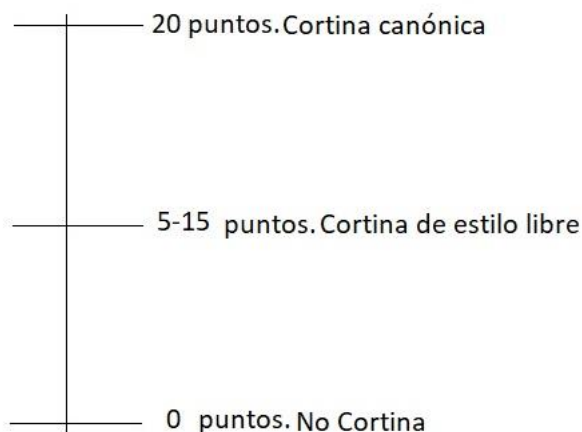 20 puntos. Cortina canónica
5-15 puntos. Cortina de estilo libre
0 puntos. No Cortina